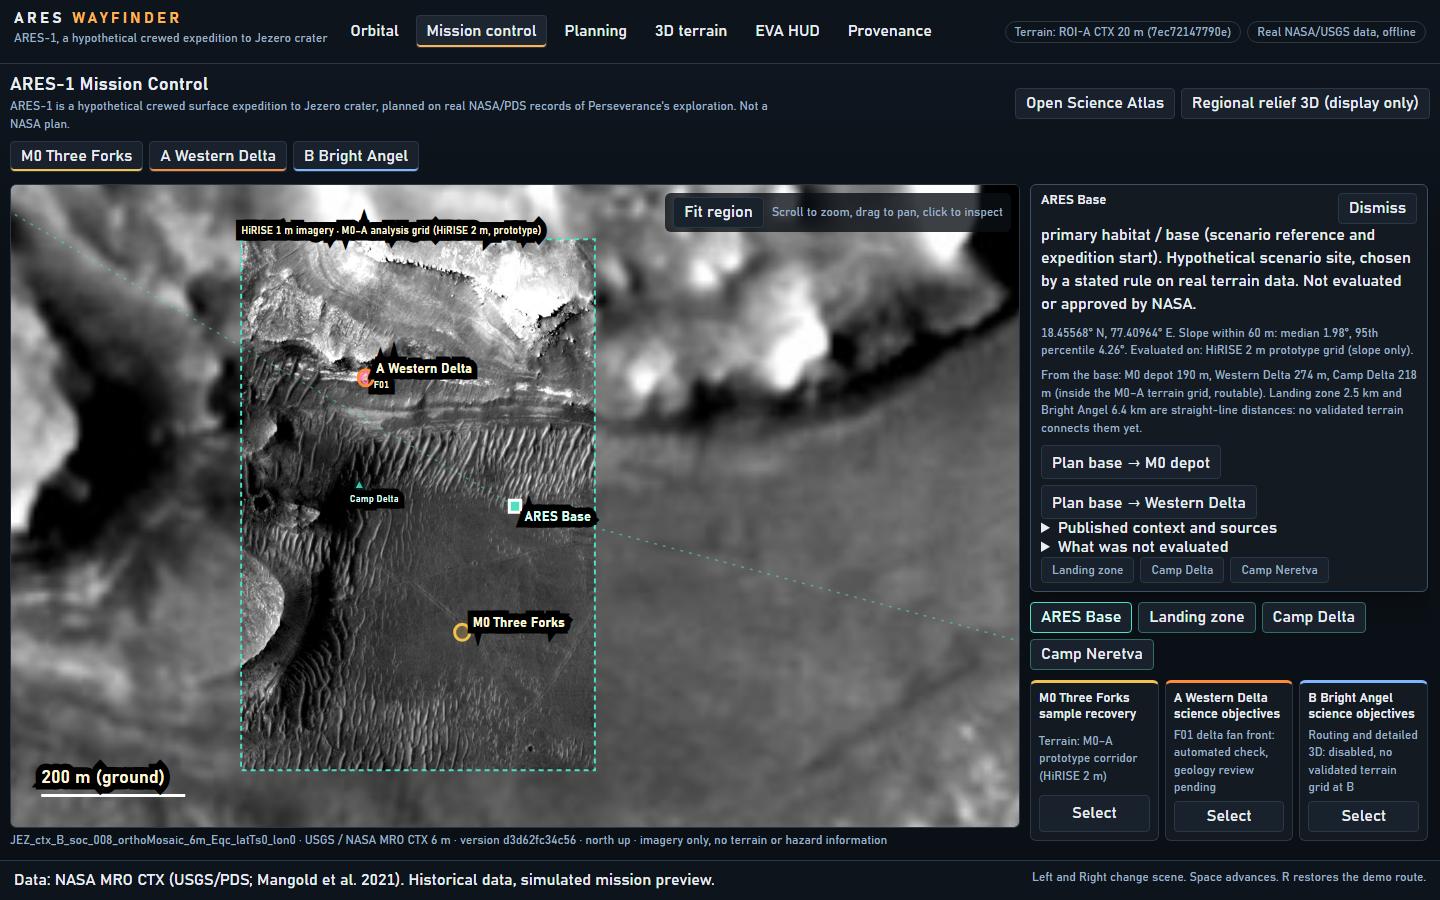 ARES WAYFINDER
ARES-1, a hypothetical crewed expedition to Jezero crater
Orbital
Mission control
Planning
3D terrain
EVA HUD
Provenance
Terrain: ROI-A CTX 20 m (7ec72147790e)
Real NASA/USGS data, offline
ARES-1 Mission Control
ARES-1 is a hypothetical crewed surface expedition to Jezero crater, planned on real NASA/PDS records of Perseverance's exploration. Not a
NASA plan.
Open Science Atlas
Regional relief 3D (display only)
M0 Three Forks
A Western Delta
B Bright Angel
Fit region
Scroll to zoom, drag to pan, click to inspect
HiRISE 1 m imagery · M0-A analysis grid (HiRISE 2 m, prototype)
A Western Delta
F01
Camp Delta
ARES Base
M0 Three Forks
200 m (ground)
JEZ_ctx_B_soc_008_orthoMosaic_6m_Eqc_latTs0_lon0 · USGS / NASA MRO CTX 6 m · version d3d62fc34c56 · north up · imagery only, no terrain or hazard information
ARES Base
Dismiss
primary habitat / base (scenario reference and
expedition start). Hypothetical scenario site, chosen
by a stated rule on real terrain data. Not evaluated
or approved by NASA.
18.45568° N, 77.40964° E. Slope within 60 m: median 1.98°, 95th
percentile 4.26°. Evaluated on: HiRISE 2 m prototype grid (slope only).
From the base: M0 depot 190 m, Western Delta 274 m, Camp Delta 218
m (inside the M0-A terrain grid, routable). Landing zone 2.5 km and
Bright Angel 6.4 km are straight-line distances: no validated terrain
connects them yet.
Plan base → M0 depot
Plan base → Western Delta
▶ Published context and sources
▶ What was not evaluated
Landing zone
Camp Delta
Camp Neretva
ARES Base
Landing zone
Camp Delta
Camp Neretva
M0 Three Forks
sample recovery
Terrain: M0-A
prototype corridor
(HiRISE 2 m)
Select
A Western Delta
science objectives
F01 delta fan front:
automated check,
geology review
pending
Select
B Bright Angel
science objectives
Routing and detailed
3D: disabled, no
validated terrain
grid at B
Select
Data: NASA MRO CTX (USGS/PDS; Mangold et al. 2021). Historical data, simulated mission preview.
Left and Right change scene. Space advances. R restores the demo route.